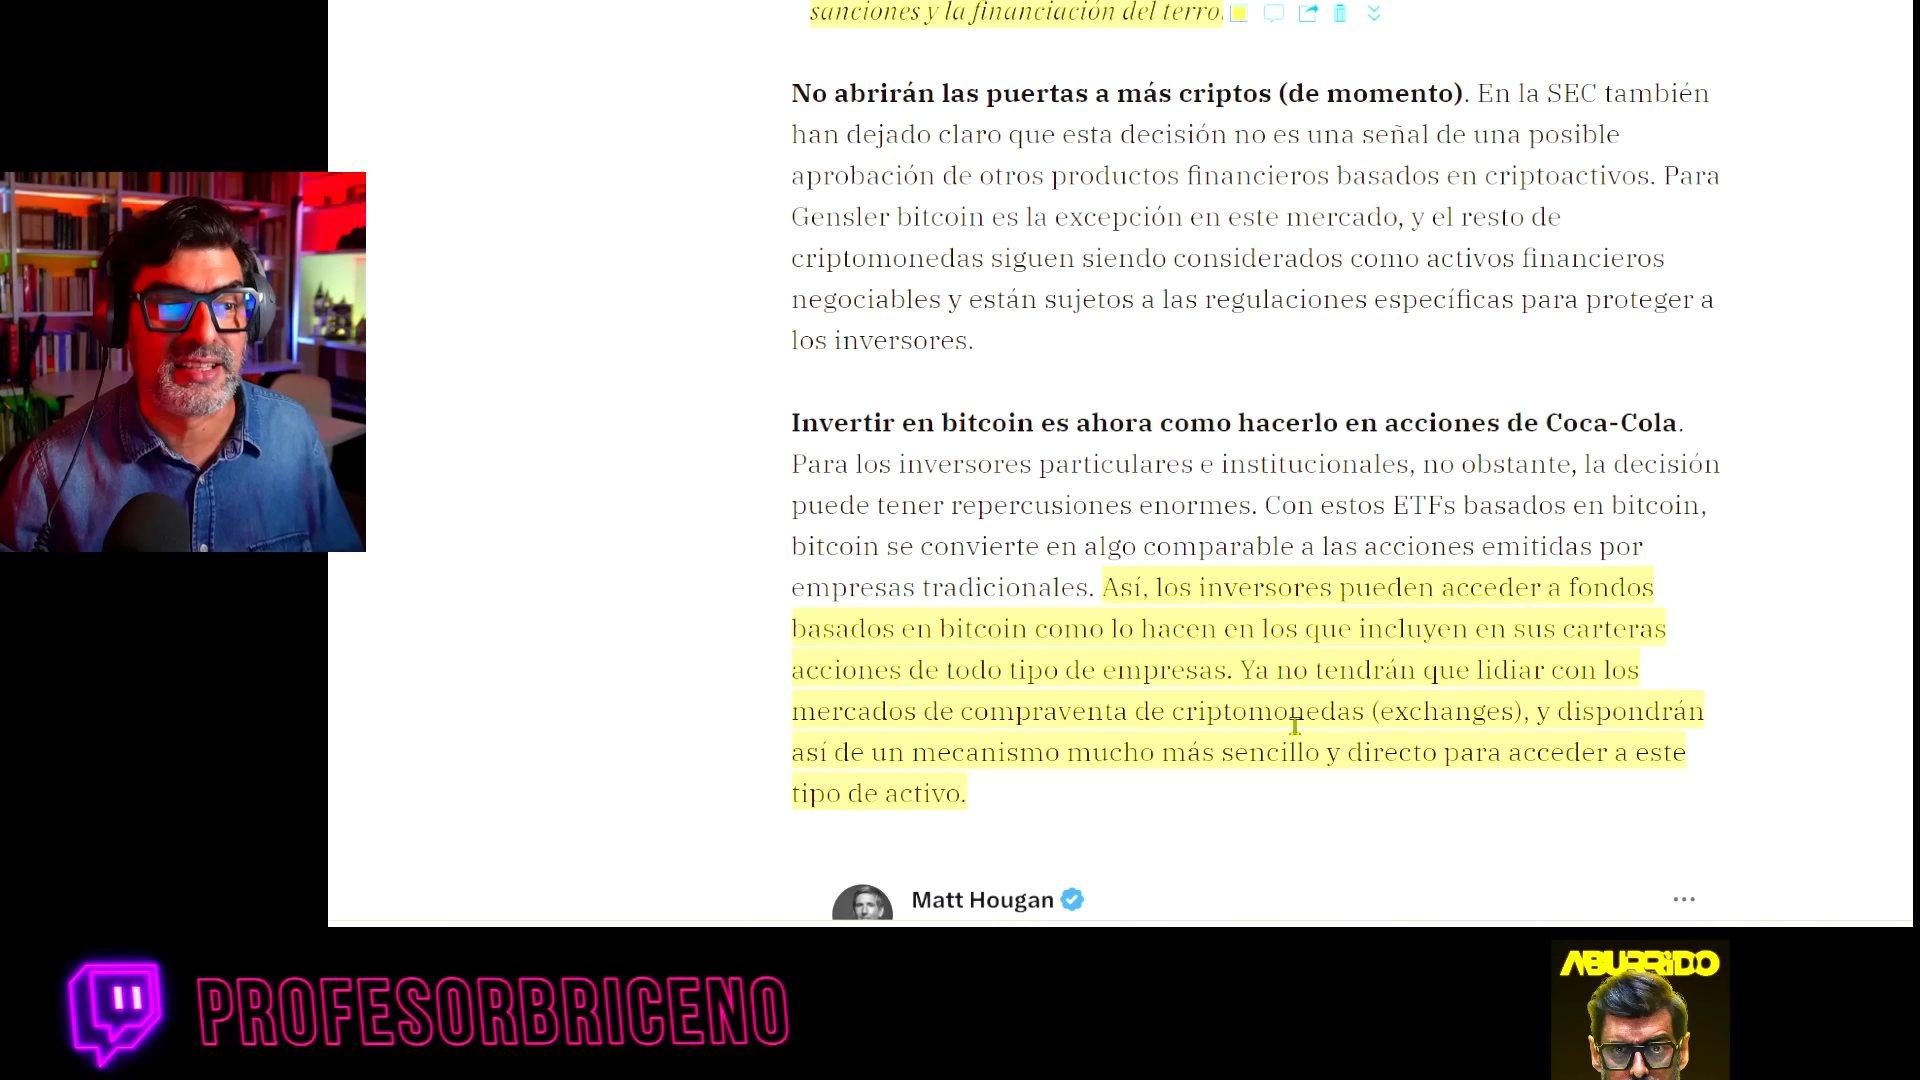 sanciones y la financiación del terro
No abrirán las puertas a más criptos (de momento). En la SEC también
han dejado claro que esta decisión no es una señal de una posible
aprobación de otros productos financieros basados en criptoactivos. Para
Gensler bitcoin es la excepción en este mercado, y el resto de
criptomonedas siguen siendo considerados como activos financieros
negociables y están sujetos a las regulaciones específicas para proteger a
los inversores.
Invertir en bitcoin es ahora como hacerlo en acciones de Coca-Cola.
Para los inversores particulares e institucionales, no obstante, la decisión
puede tener repercusiones enormes. Con estos ETFs basados en bitcoin,
bitcoin se convierte en algo comparable a las acciones emitidas por
empresas tradicionales. Así, los inversores pueden acceder a fondos
basados en bitcoin como lo hacen en los que incluyen en sus carteras
acciones de todo tipo de empresas. Ya no tendrán que lidiar con los
mercados de compraventa de criptomonedas (exchanges), y dispondrán
así de un mecanismo mucho más sencillo y directo para acceder a este
tipo de activo.
Matt Hougan
PROFESORBRICENO
ABURRIDO